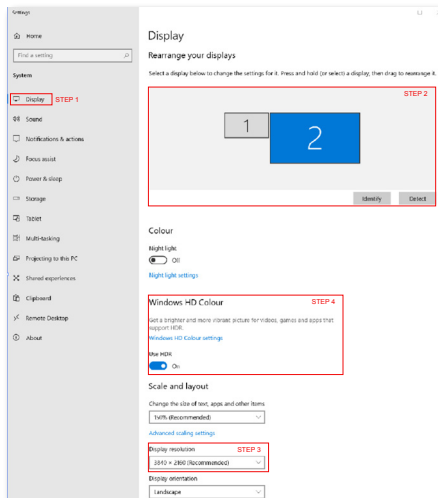 Settings
Home
Find a setting
System
Display STEP 1
Sound
Notifications & actions
Focus assist
Power & sleep
Storage
Tablet
Multi-tasking
Projecting to this PC
Shared experiences
Clipboard
Remote Desktop
About
Display
Rearrange your displays
Select a display below to change the settings for it. Press and hold (or select) a display, then drag to rearrange it.
STEP 2
1
2
Identify Detect
Colour
Night light
Off
Night light settings
Windows HD Colour STEP 4
Get a brighter and more vibrant picture for videos, games and apps that
support HDR.
Windows HD Colour settings
Use HDR
On
Scale and layout
Change the size of text, apps and other items
150% (Recommended)
Advanced scaling settings
Display resolution STEP 3
3840 × 2160 (Recommended)
Display orientation
Landscape